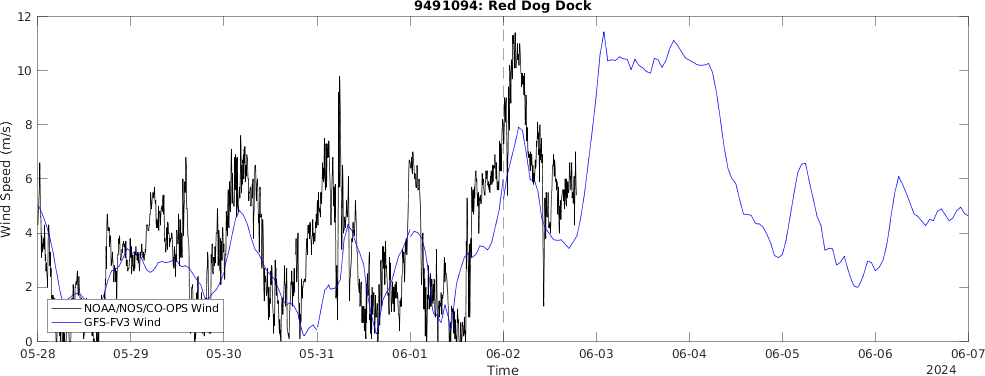 9491094: Red Dog Dock
12
10
8
6
4
2
0
Wind Speed (m/s)
NOAA/NOS/CO-OPS Wind
GFS-FV3 Wind
05-28 05-29 05-30 05-31 06-01 06-02 06-03 06-04 06-05 06-06 06-07
Time
2024